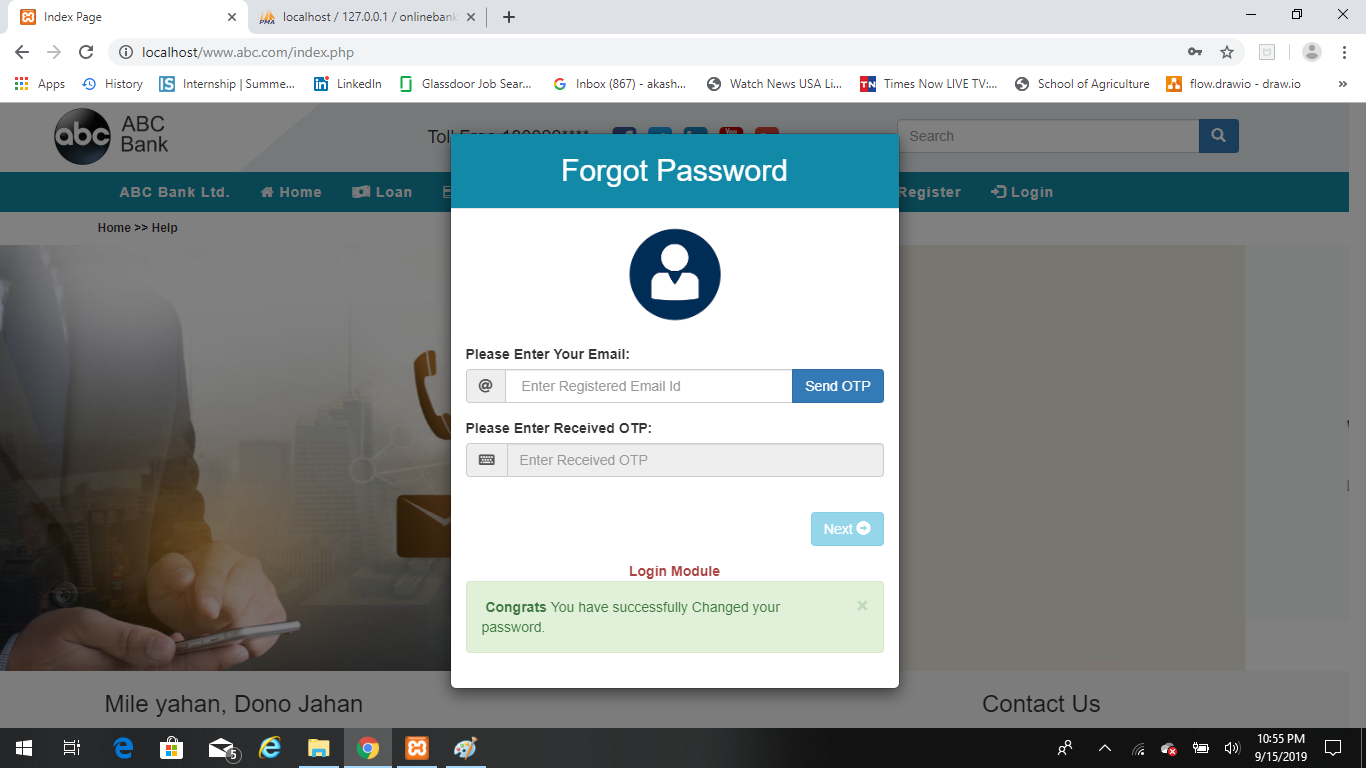 Index Page
localhost / 127.0.0.1 / onlinebank
localhost/www.abc.com/index.php
Apps
History
Internship | Summe...
LinkedIn
Glassdoor Job Sear...
Inbox (867) - akash...
Watch News USA Li...
Times Now LIVE TV:...
School of Agriculture
flow.drawio - draw.io
abc
ABC
Bank
Search
ABC Bank Ltd.
Home
Loan
Register
Login
Home >> Help
Forgot Password
Please Enter Your Email:
@ Enter Registered Email Id
Send OTP
Please Enter Received OTP:
Enter Received OTP
Next
Login Module
Congrats You have successfully Changed your
password.
×
Mile yahan, Dono Jahan
Contact Us
5
10:55 PM
9/15/2019